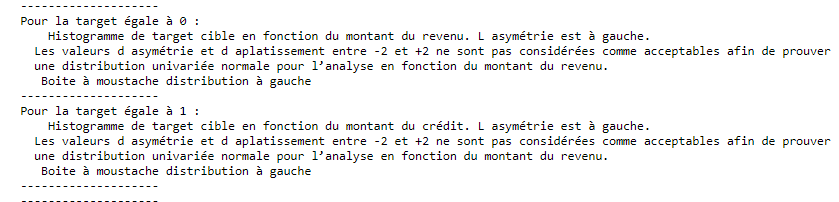 --------------------
Pour la target égale à 0 :
Histogramme de target cible en fonction du montant du revenu. L asymétrie est à gauche.
Les valeurs d asymétrie et d aplatissement entre -2 et +2 ne sont pas considérées comme acceptables afin de prouver
une distribution univariée normale pour l’analyse en fonction du montant du revenu.
Boite à moustache distribution à gauche
--------------------
Pour la target égale à 1 :
Histogramme de target cible en fonction du montant du crédit. L asymétrie est à gauche.
Les valeurs d asymétrie et d aplatissement entre -2 et +2 ne sont pas considérées comme acceptables afin de prouver
une distribution univariée normale pour l’analyse en fonction du montant du revenu.
Boite à moustache distribution à gauche
--------------------
--------------------